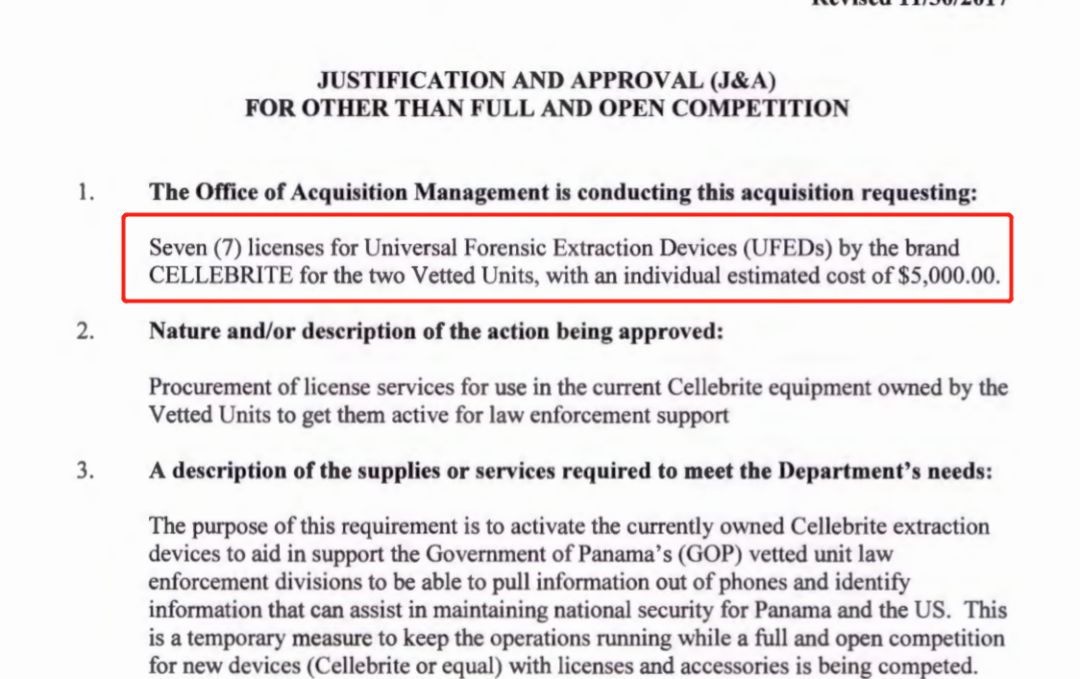 Revised 11/30/2017
JUSTIFICATION AND APPROVAL (J&A)
FOR OTHER THAN FULL AND OPEN COMPETITION
1. The Office of Acquisition Management is conducting this acquisition requesting:
Seven (7) licenses for Universal Forensic Extraction Devices (UFEDs) by the brand
CELLEBRITE for the two Vetted Units, with an individual estimated cost of $5,000.00.
2. Nature and/or description of the action being approved:
Procurement of license services for use in the current Cellebrite equipment owned by the
Vetted Units to get them active for law enforcement support
3. A description of the supplies or services required to meet the Department's needs:
The purpose of this requirement is to activate the currently owned Cellebrite extraction
devices to aid in support the Government of Panama's (GOP) vetted unit law
enforcement divisions to be able to pull information out of phones and identify
information that can assist in maintaining national security for Panama and the US. This
is a temporary measure to keep the operations running while a full and open competition
for new devices (Cellebrite or equal) with licenses and accessories is being competed.